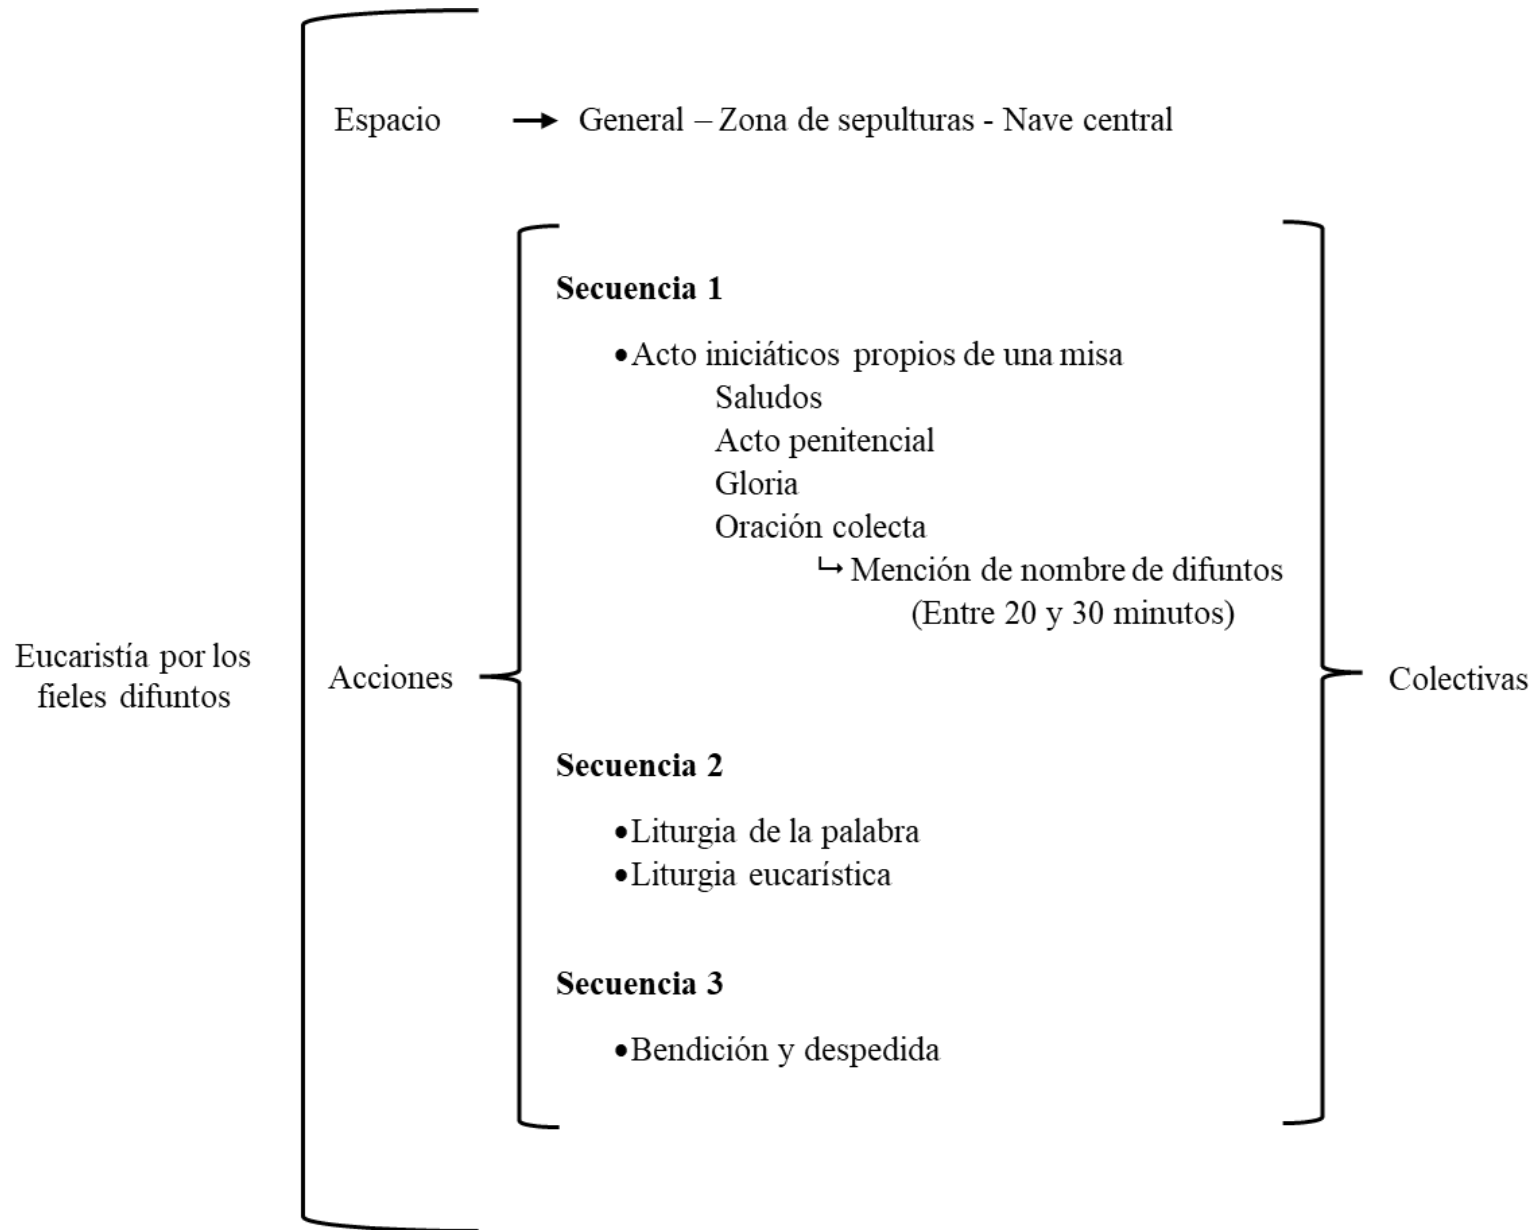 Espacio → General – Zona de sepulturas - Nave central
Secuencia 1
•Acto iniciáticos propios de una misa
Saludos
Acto penitencial
Gloria
Oración colecta
↳ Mención de nombre de difuntos
(Entre 20 y 30 minutos)
Eucaristía por los
fieles difuntos
Acciones
Colectivas
Secuencia 2
•Liturgia de la palabra
•Liturgia eucarística
Secuencia 3
•Bendición y despedida